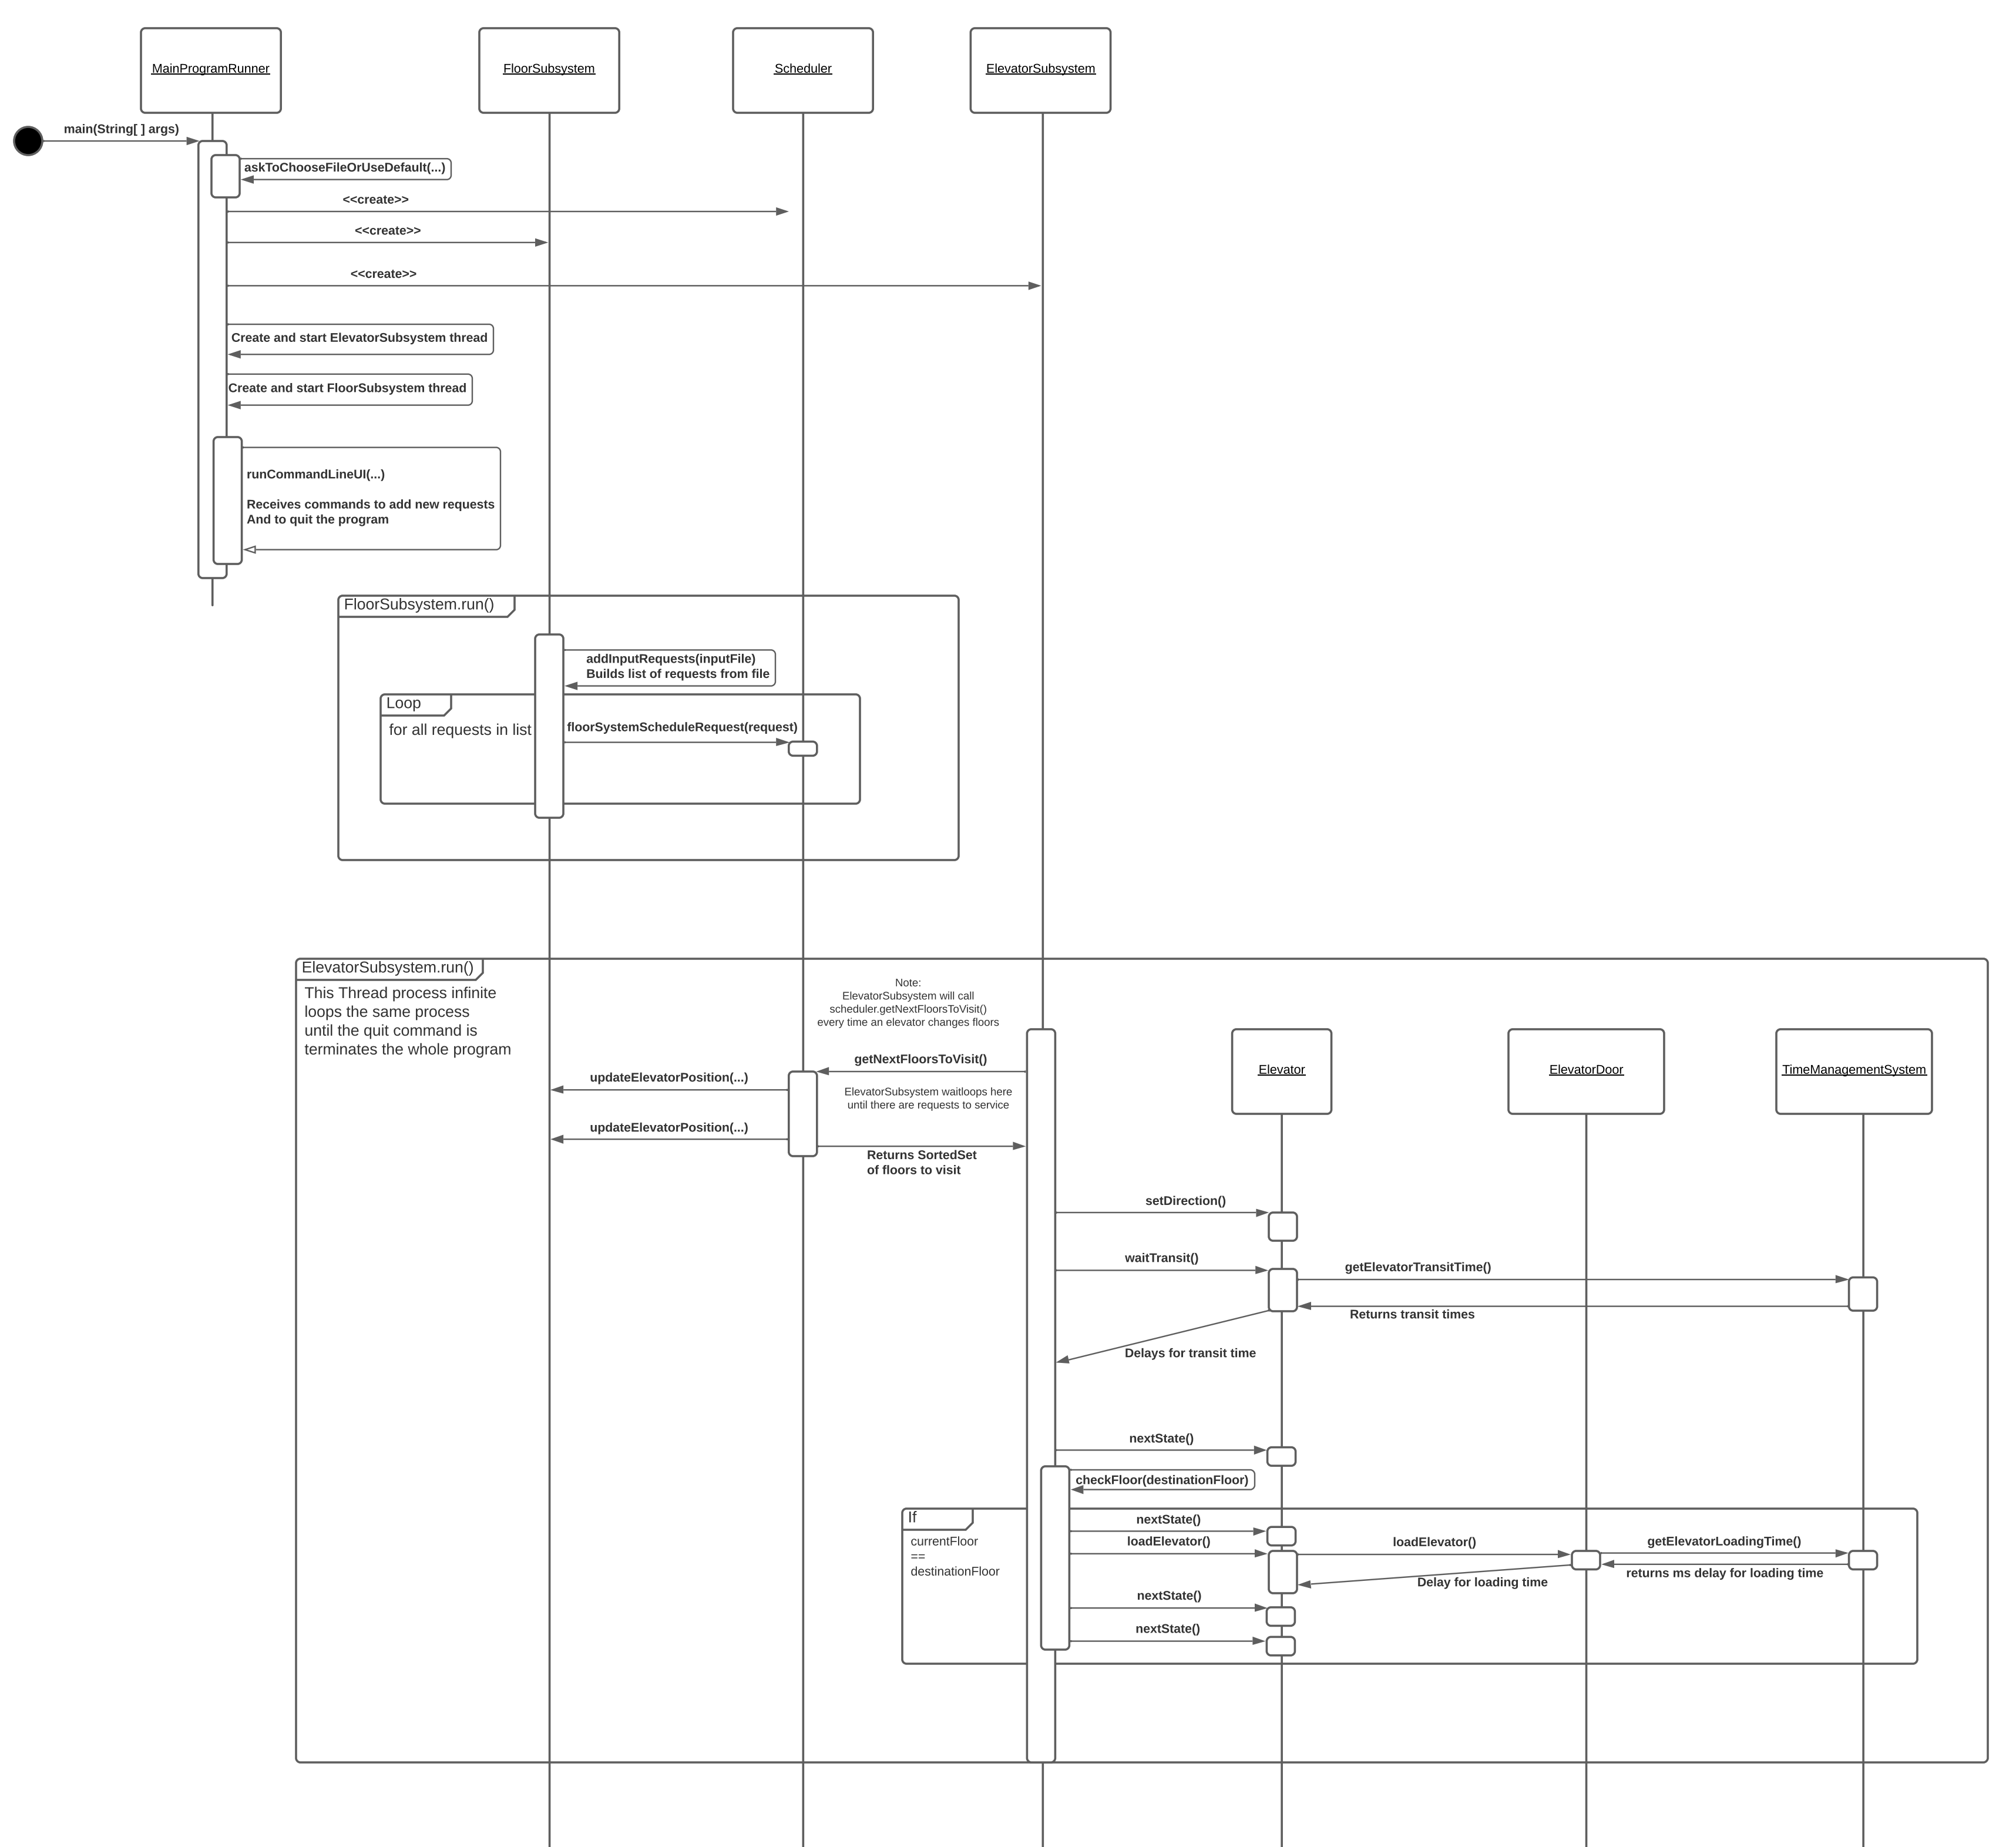 MainProgramRunner
FloorSubsystem
Scheduler
ElevatorSubsystem
main(String[ ] args)
askToChooseFileOrUseDefault(...)
<<create>>
<<create>>
<<create>>
Create and start ElevatorSubsystem thread
Create and start FloorSubsystem thread
runCommandLineUI(...)
Receives commands to add new requests
And to quit the program
FloorSubsystem.run()
addInputRequests(inputFile)
Builds list of requests from file
Loop
for all requests in list
floorSystemScheduleRequest(request)
ElevatorSubsystem.run()
This Thread process infinite
loops the same process
until the quit command is
terminates the whole program
Note:
ElevatorSubsystem will call
scheduler.getNextFloorsToVisit()
every time an elevator changes floors
Elevator
ElevatorDoor
TimeManagementSystem
getNextFloorsToVisit()
updateElevatorPosition(...)
ElevatorSubsystem waitloops here
until there are requests to service
updateElevatorPosition(...)
Returns SortedSet
of floors to visit
setDirection()
waitTransit()
getElevatorTransitTime()
Returns transit times
Delays for transit time
nextState()
checkFloor(destinationFloor)
If
currentFloor
==
destinationFloor
nextState()
loadElevator()
loadElevator()
getElevatorLoadingTime()
returns ms delay for loading time
Delay for loading time
nextState()
nextState()